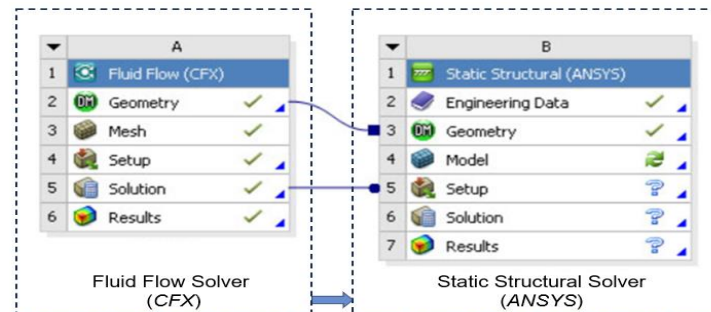 A
1 Fluid Flow (CFX)
2 DM Geometry
3 Mesh
4 Setup
5 Solution
6 Results
Fluid Flow Solver
(CFX)
B
1 Static Structural (ANSYS)
2 Engineering Data
3 DM Geometry
4 Model
5 Setup ?
6 Solution ?
7 Results ?
Static Structural Solver
(ANSYS)